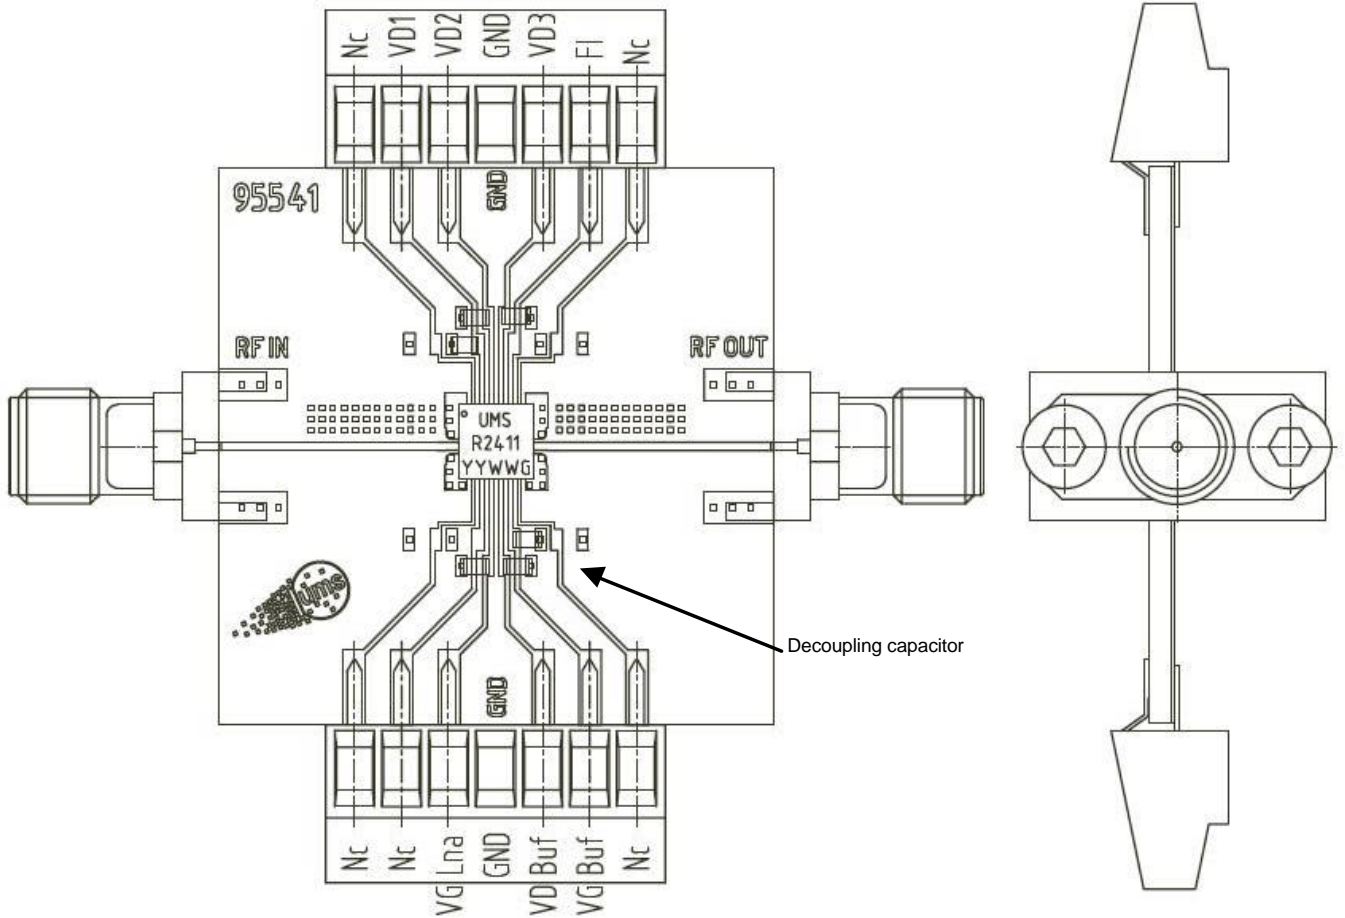 Nc VD1 VD2 GND VD3 FI Nc
GND
95541
RF IN
RF OUT
UMS
R2411
YYWWG
ums
Decoupling capacitor
GND
Nc Nc VG Lna GND VD Buf VG Buf Nc